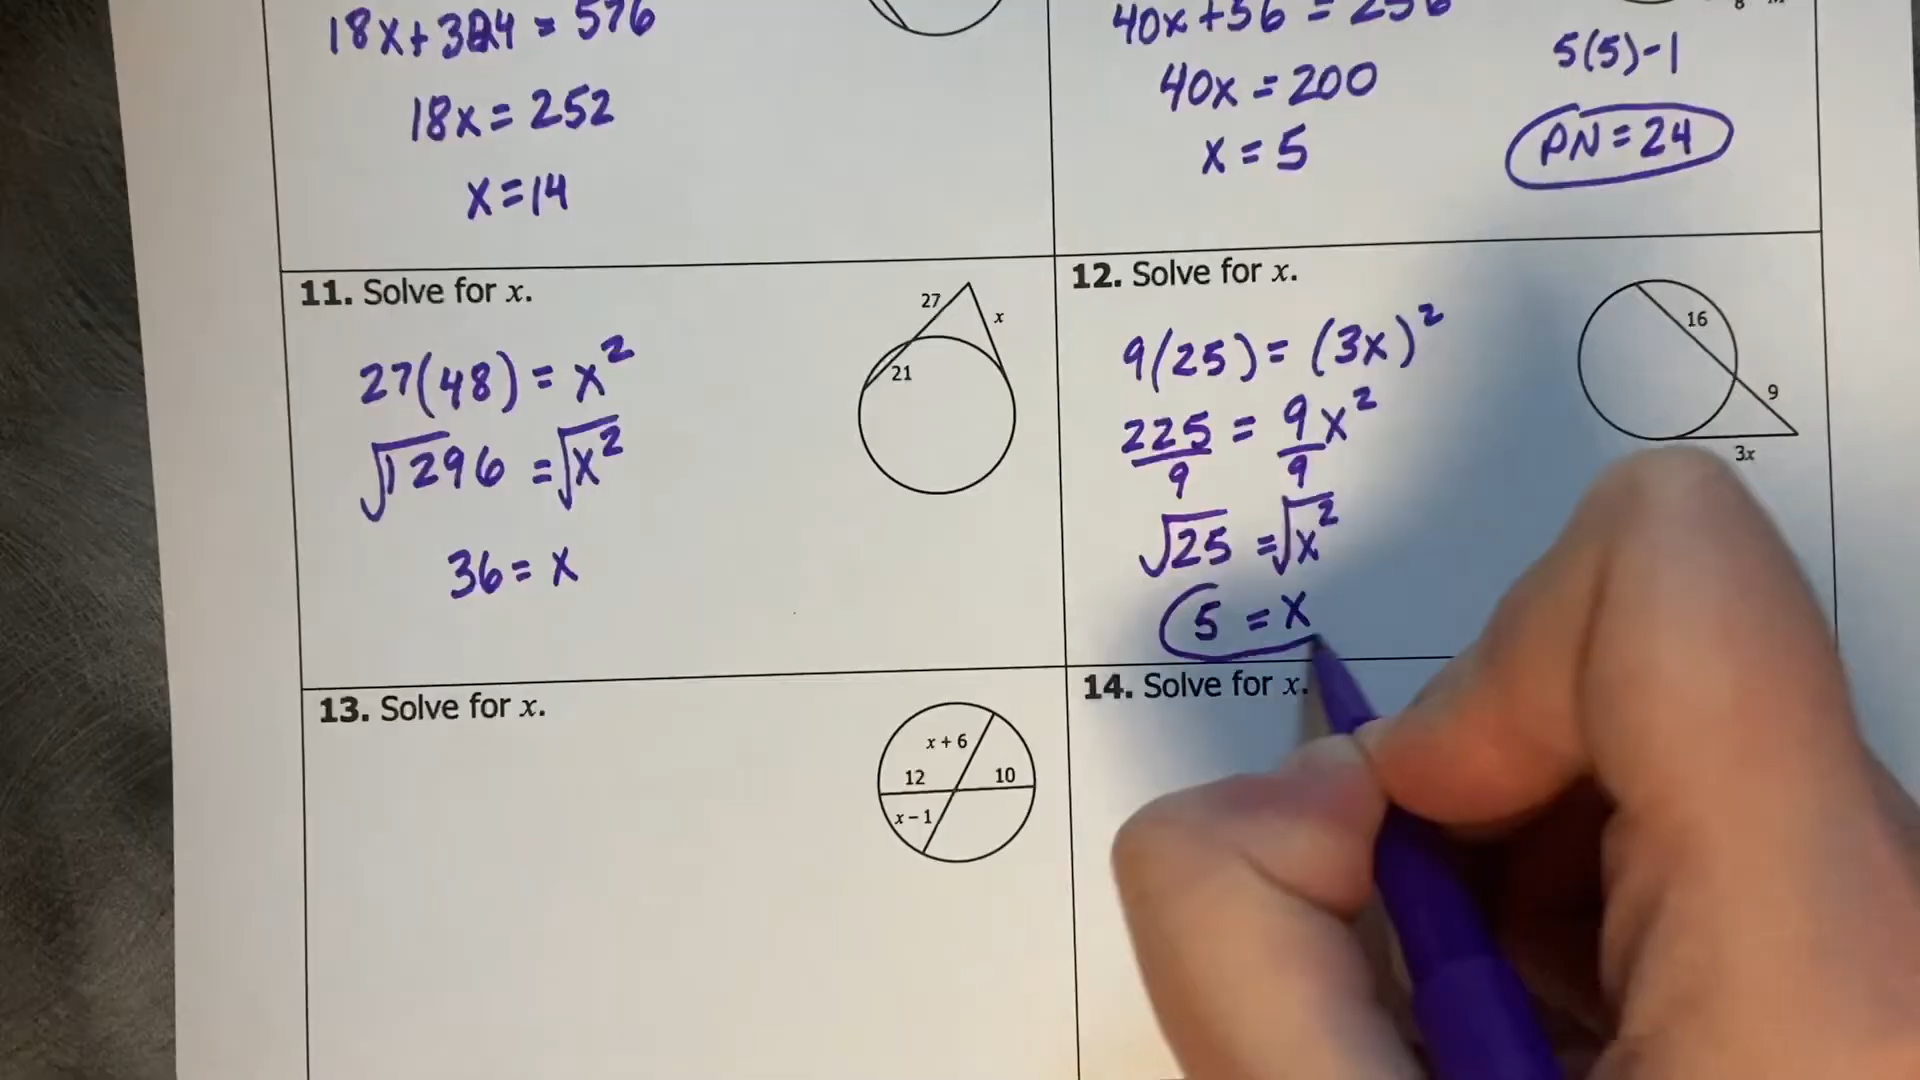 18x+324 = 576
18x = 252
x = 14
40x+56 = 256
40x = 200
x = 5
8
5(5)-1
PN = 24
11. Solve for x.
27(48) = x²
√1296 = √x²
36 = x
27
x
21
12. Solve for x.
9(25) = (3x)²
225 = 9x²
9 9
√25 = √x²
5 = x
16
9
3x
13. Solve for x.
x + 6
12 10
x – 1
14. Solve for x.